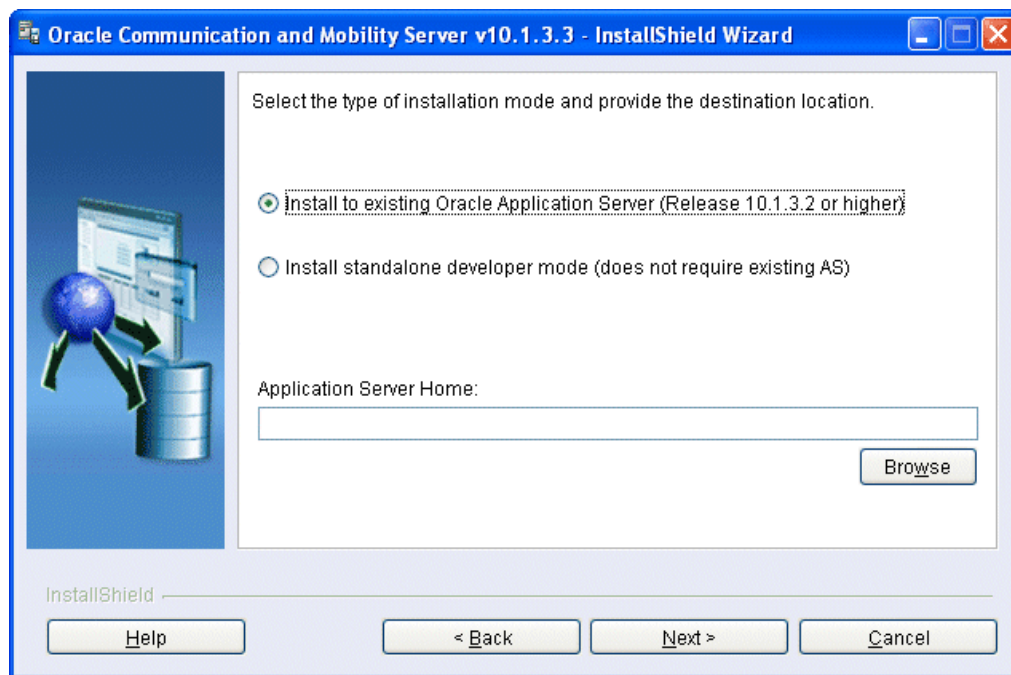 Oracle Communication and Mobility Server v10.1.3.3 - InstallShield Wizard
Select the type of installation mode and provide the destination location.
Install to existing Oracle Application Server (Release 10.1.3.2 or higher)
Install standalone developer mode (does not require existing AS)
Application Server Home:
Browse
InstallShield
Help
< Back
Next >
Cancel